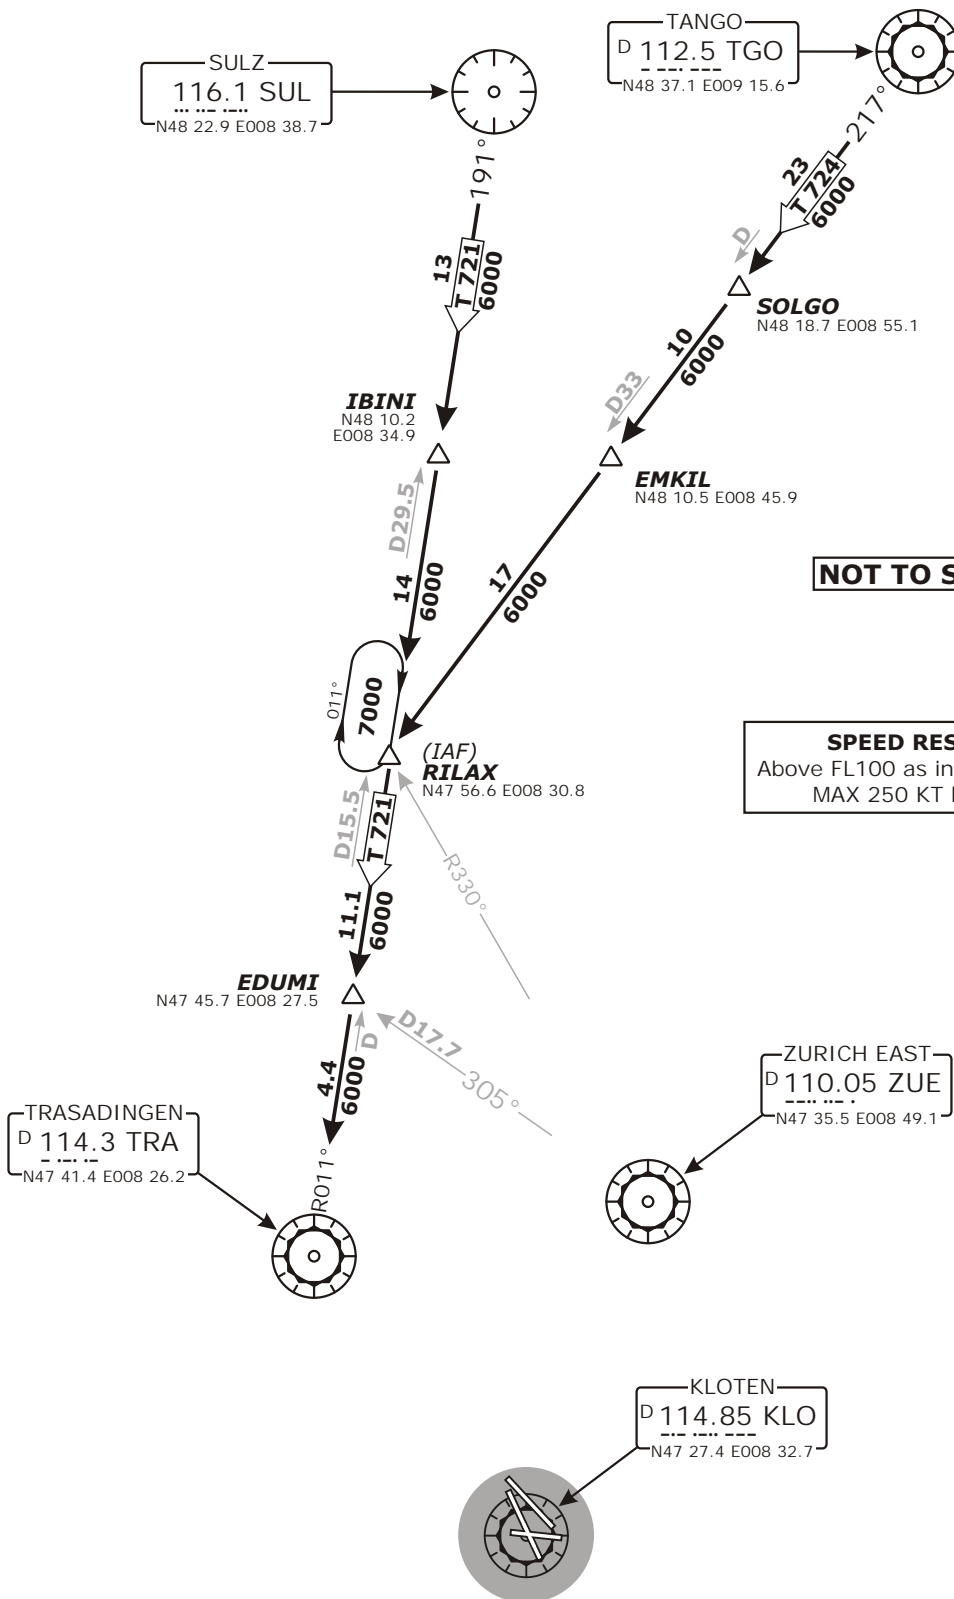 TANGO
D 112.5 TGO
N48 37.1 E009 15.6
SULZ
116.1 SUL
N48 22.9 E008 38.7
217°
191°
23
T 724
6000
D
SOLGO
N48 18.7 E008 55.1
13
T 721
6000
10
6000
IBINI
N48 10.2
E008 34.9
D33
EMKIL
N48 10.5 E008 45.9
D29.5
14
6000
17
6000
NOT TO S
011°
7000
(IAF)
RILAX
N47 56.6 E008 30.8
SPEED RES
Above FL100 as in
MAX 250 KT
D15.5
T 721
R330°
11.1
6000
EDUMI
N47 45.7 E008 27.5
D
D17.7
305°
4.4
6000
ZURICH EAST
D 110.05 ZUE
N47 35.5 E008 49.1
TRASADINGEN
D 114.3 TRA
N47 41.4 E008 26.2
R011°
KLOTEN
D 114.85 KLO
N47 27.4 E008 32.7